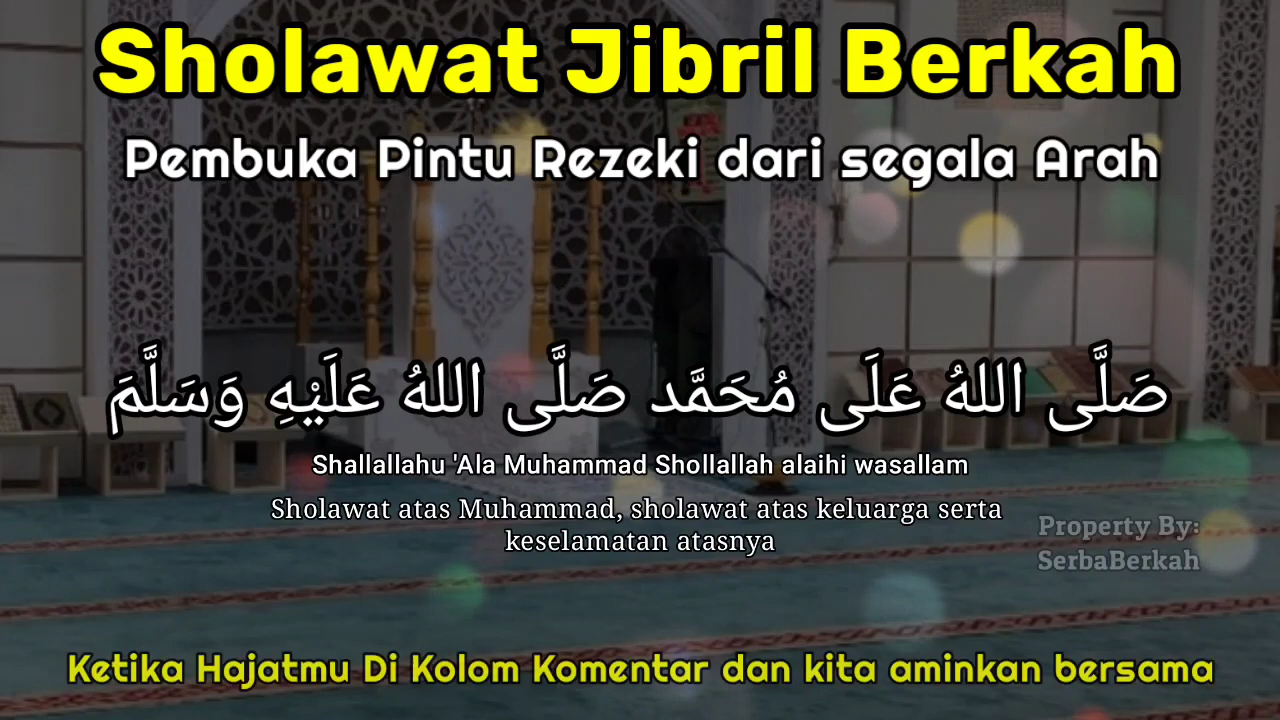 Sholawat Jibril Berkah
Pembuka Pintu Rezeki dari segala Arah
صَلَّى اللهُ عَلَى مُحَمَّد صَلَّى اللهُ عَلَيْهِ وَسَلَّمَ
Shallallahu 'Ala Muhammad Shollallah alaihi wasallam
Sholawat atas Muhammad, sholawat atas keluarga serta
keselamatan atasnya
Property By:
SerbaBerkah
Ketika Hajatmu Di Kolom Komentar dan kita aminkan bersama